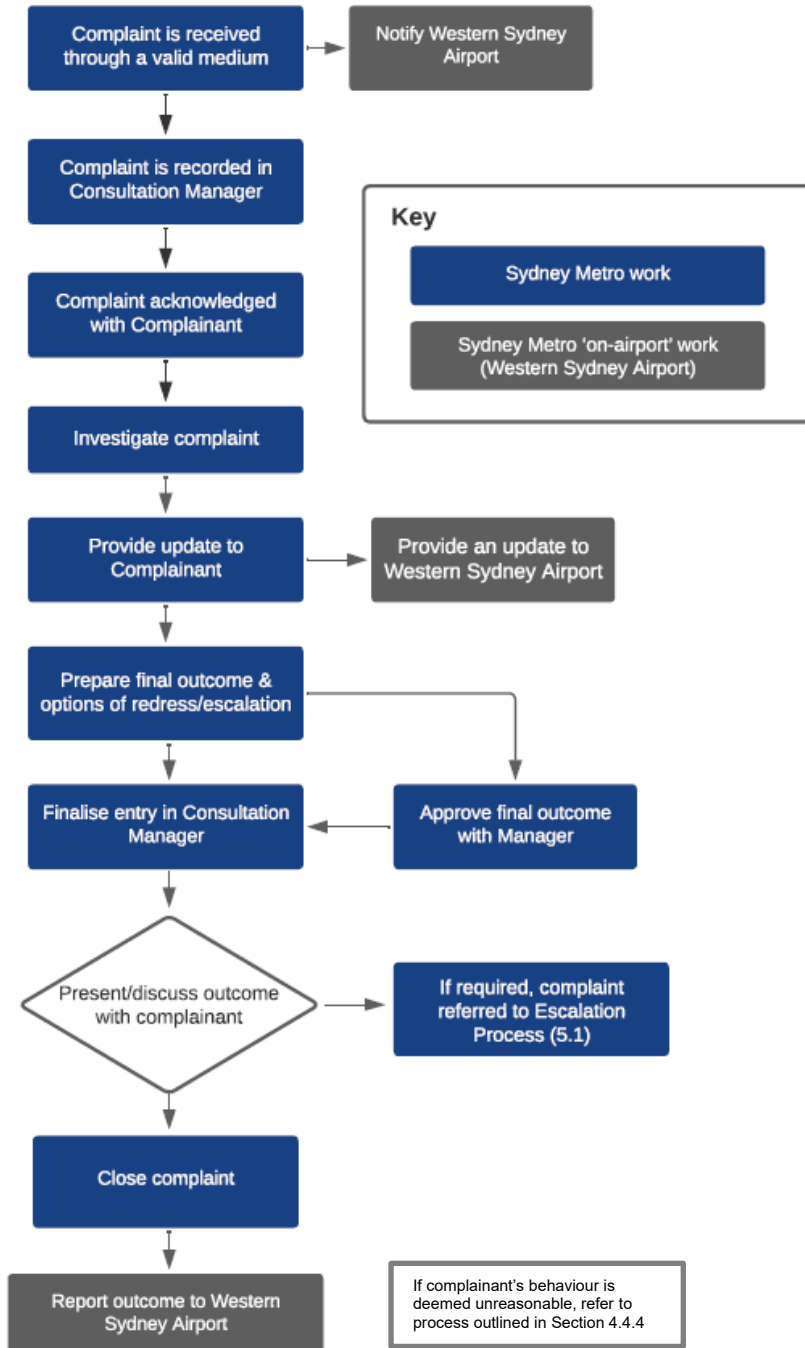 Complaint is received
through a valid medium
Notify Western Sydney
Airport
Complaint is recorded in
Consultation Manager
Key
Sydney Metro work
Sydney Metro 'on-airport' work
(Western Sydney Airport)
Complaint acknowledged
with Complainant
Investigate complaint
Provide update to
Complainant
Provide an update to
Western Sydney Airport
Prepare final outcome &
options of redress/escalation
Finalise entry in Consultation
Manager
Approve final outcome
with Manager
Present/discuss outcome
with complainant
If required, complaint
referred to Escalation
Process (5.1)
Close complaint
Report outcome to Western
Sydney Airport
If complainant’s behaviour is
deemed unreasonable, refer to
process outlined in Section 4.4.4